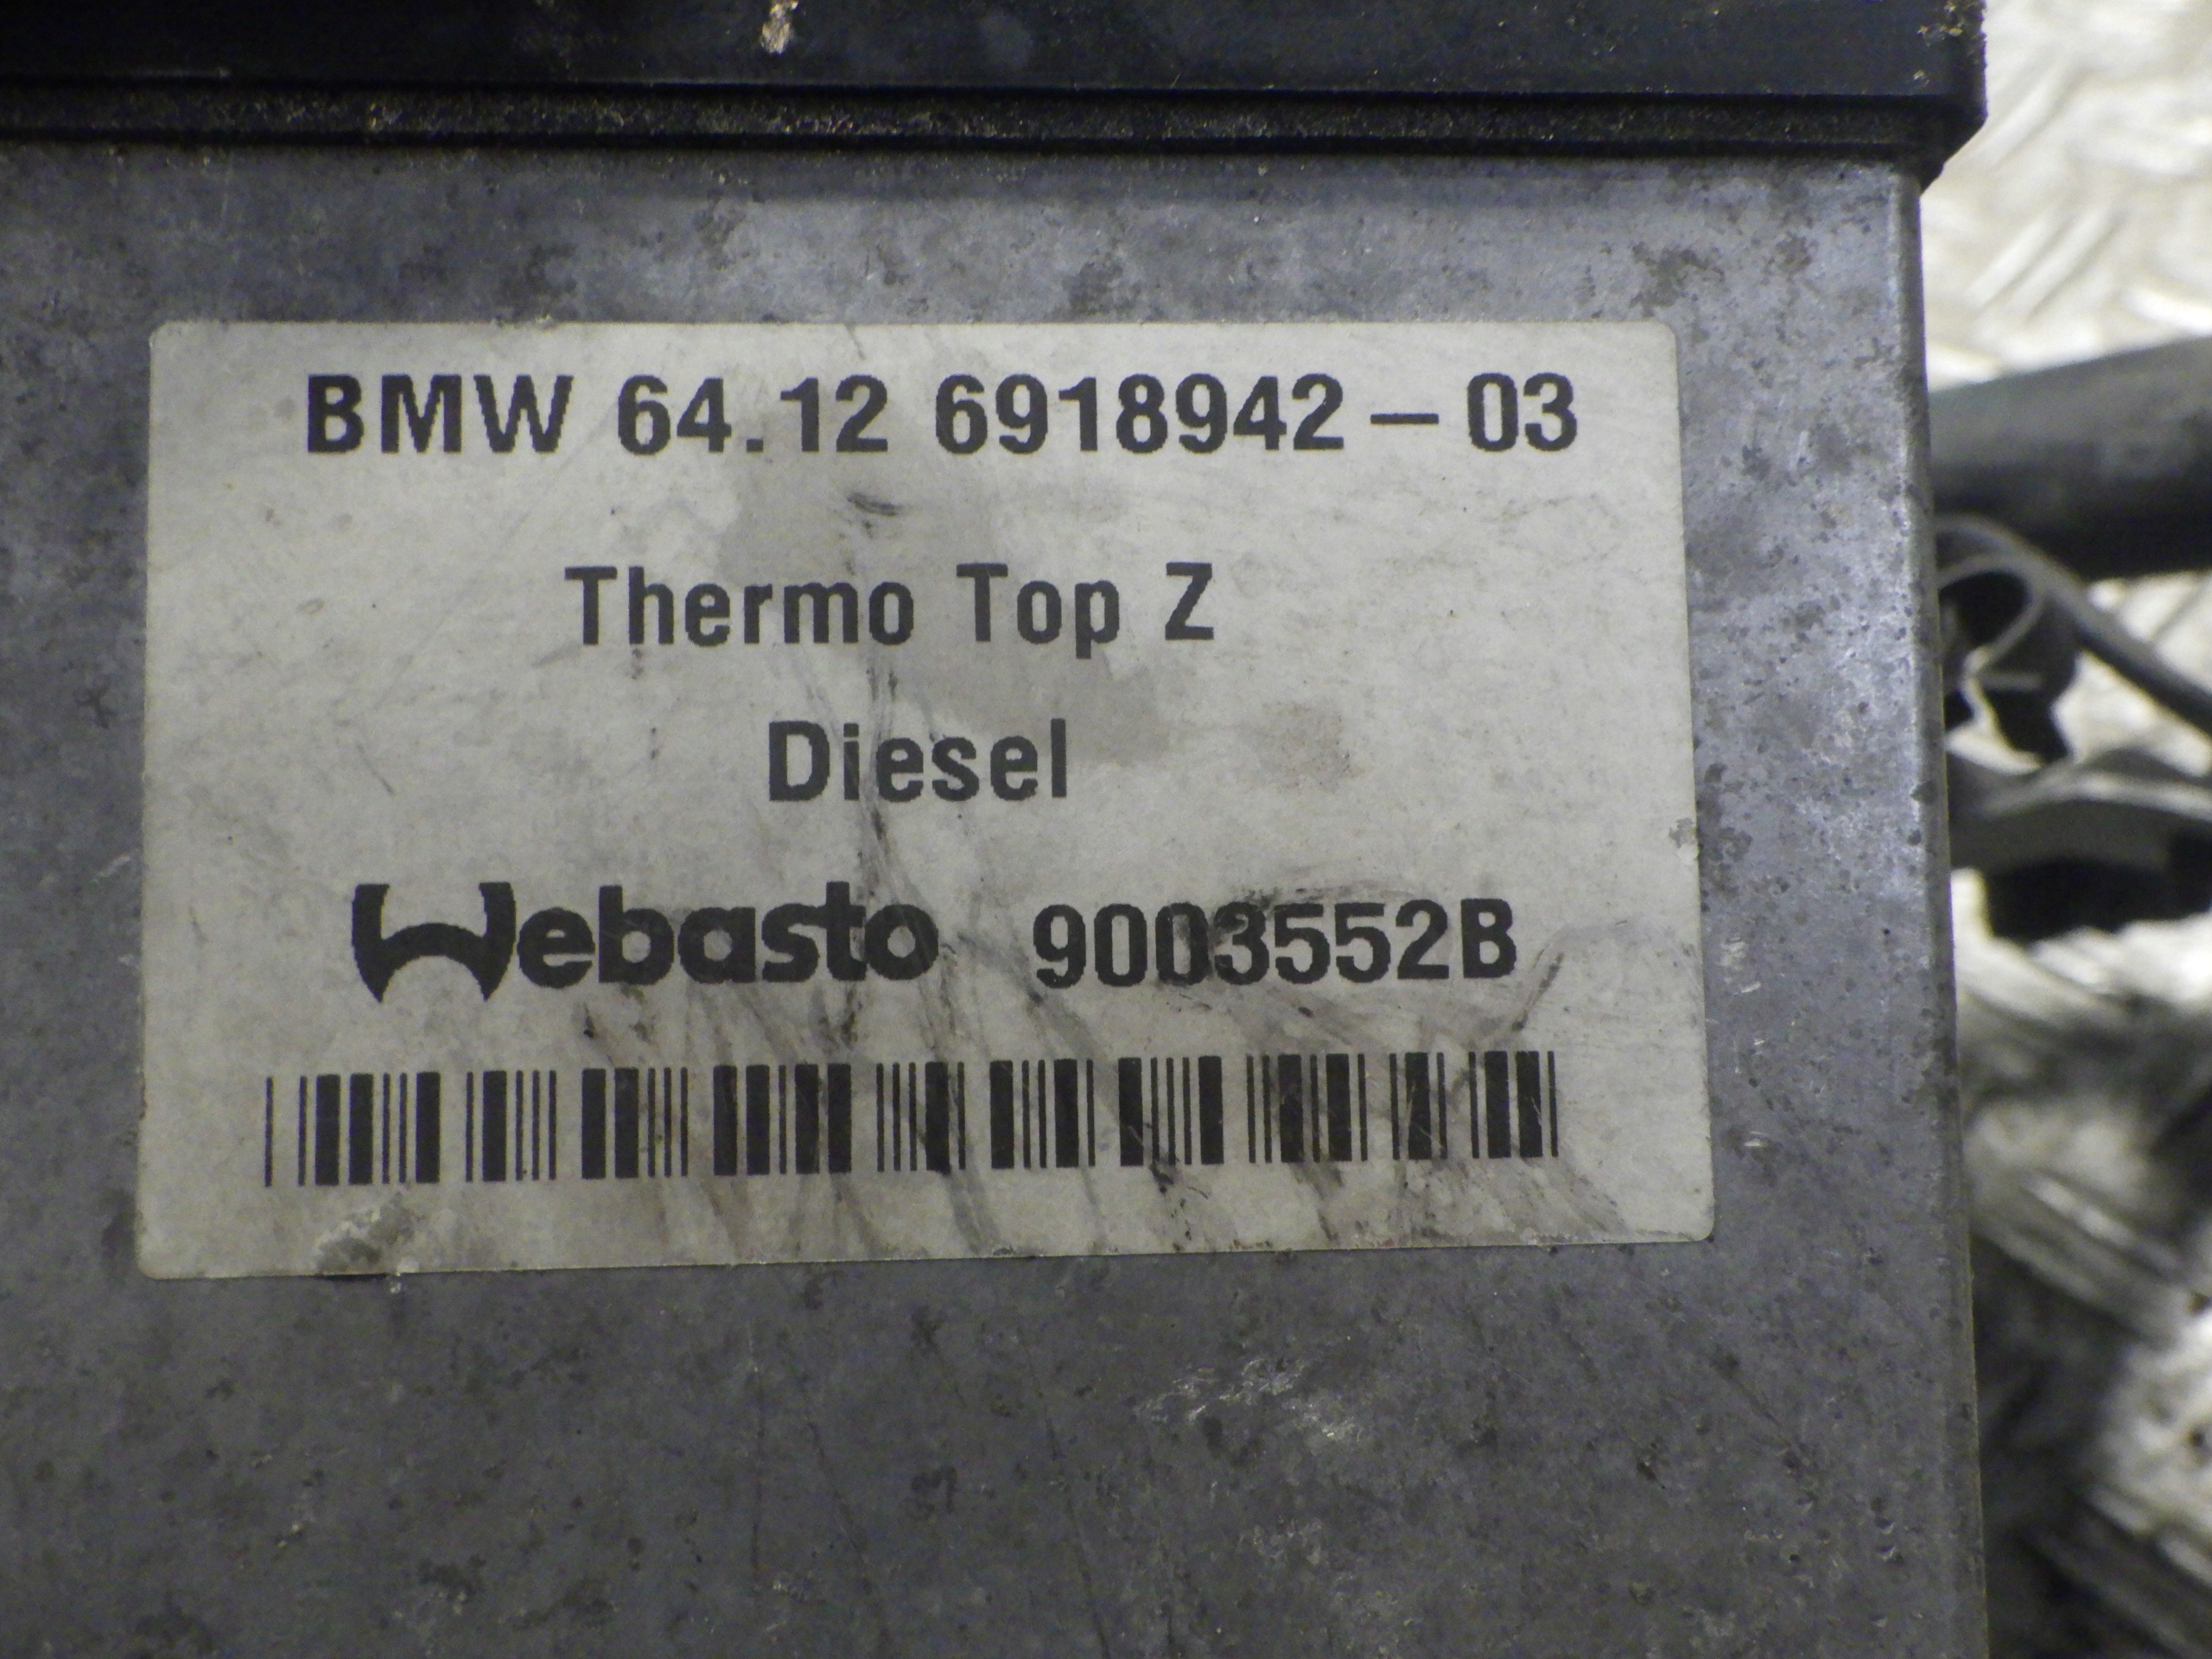 BMW 64.12 6918942-03
Thermo Top Z
Diesel
Webasto 9003552B